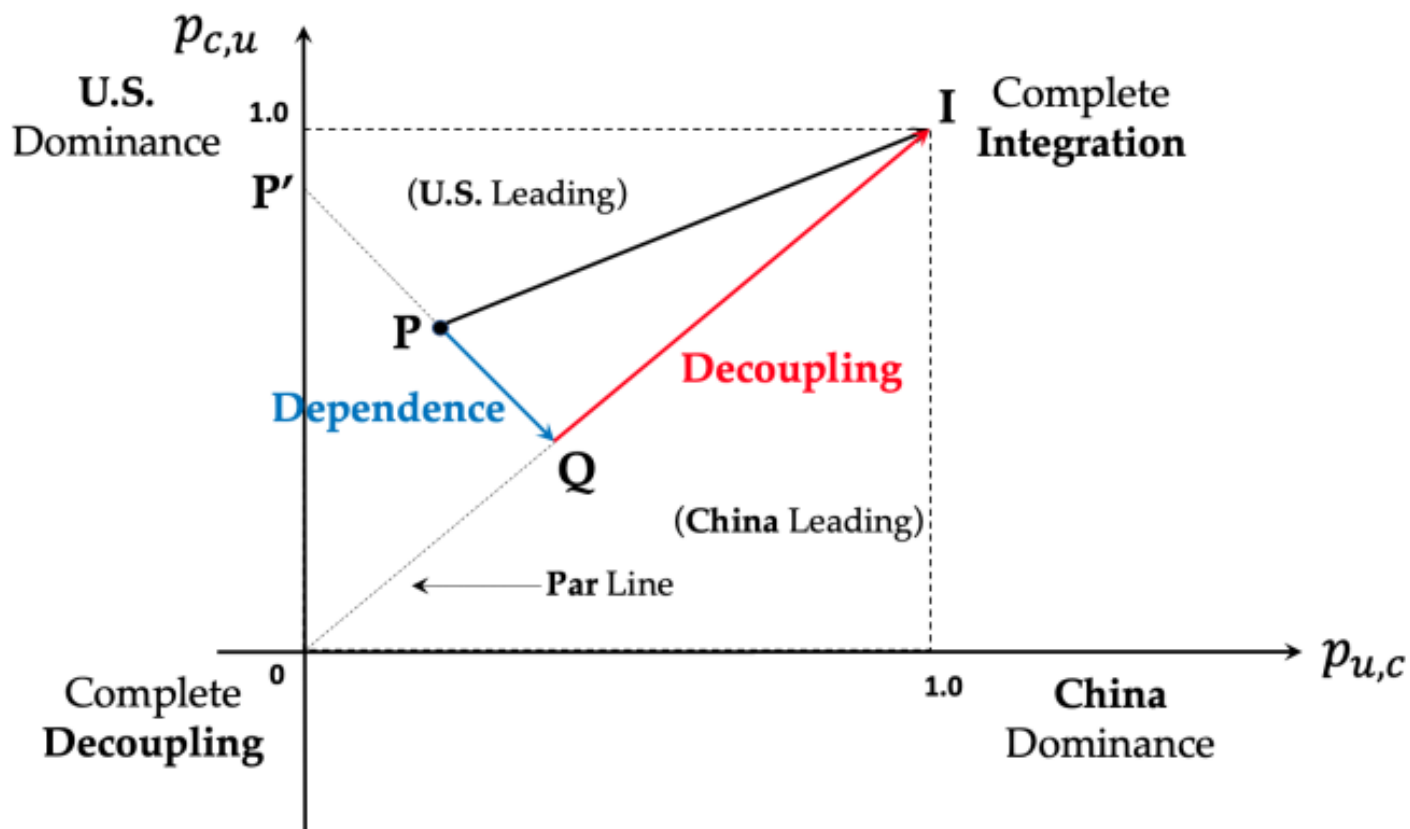 p_{c,u}
U.S.
Dominance
1.0
I
Complete
Integration
P′
(U.S. Leading)
P
Decoupling
Dependence
Q
(China Leading)
Par Line
0
1.0
p_{u,c}
Complete
Decoupling
China
Dominance